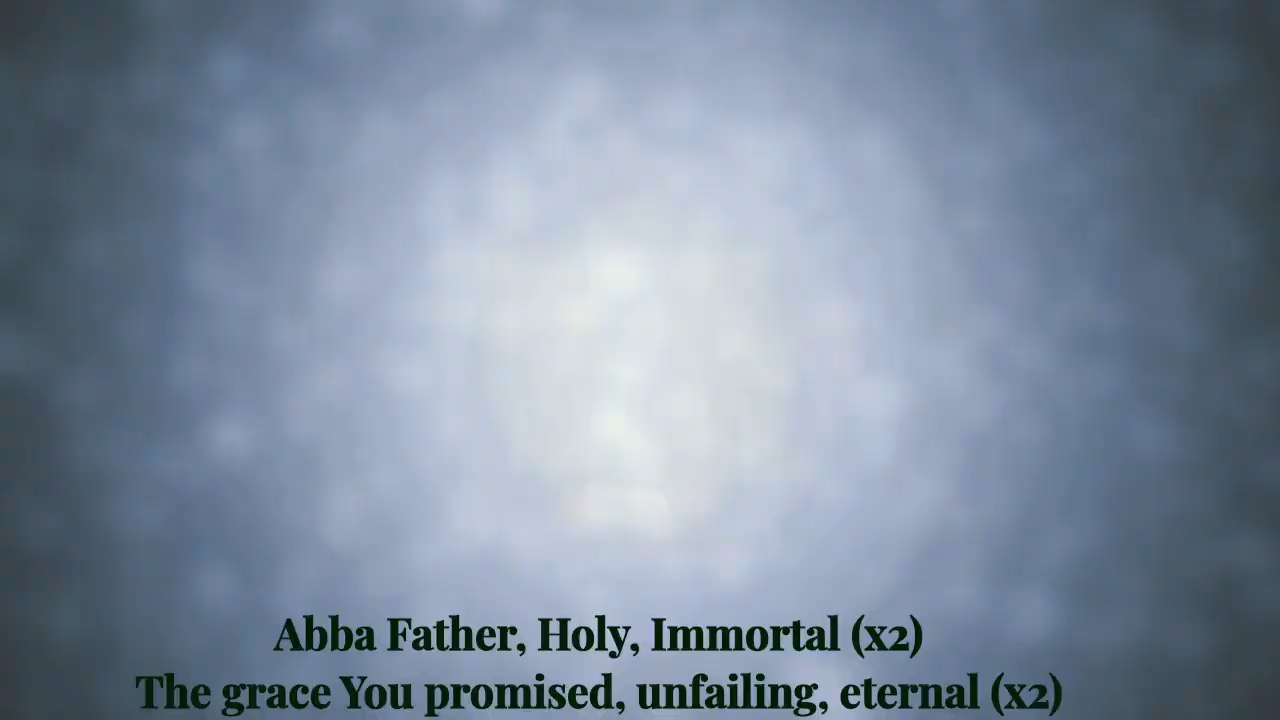 Abba Father, Holy, Immortal (x2)
The grace You promised, unfailing, eternal (x2)